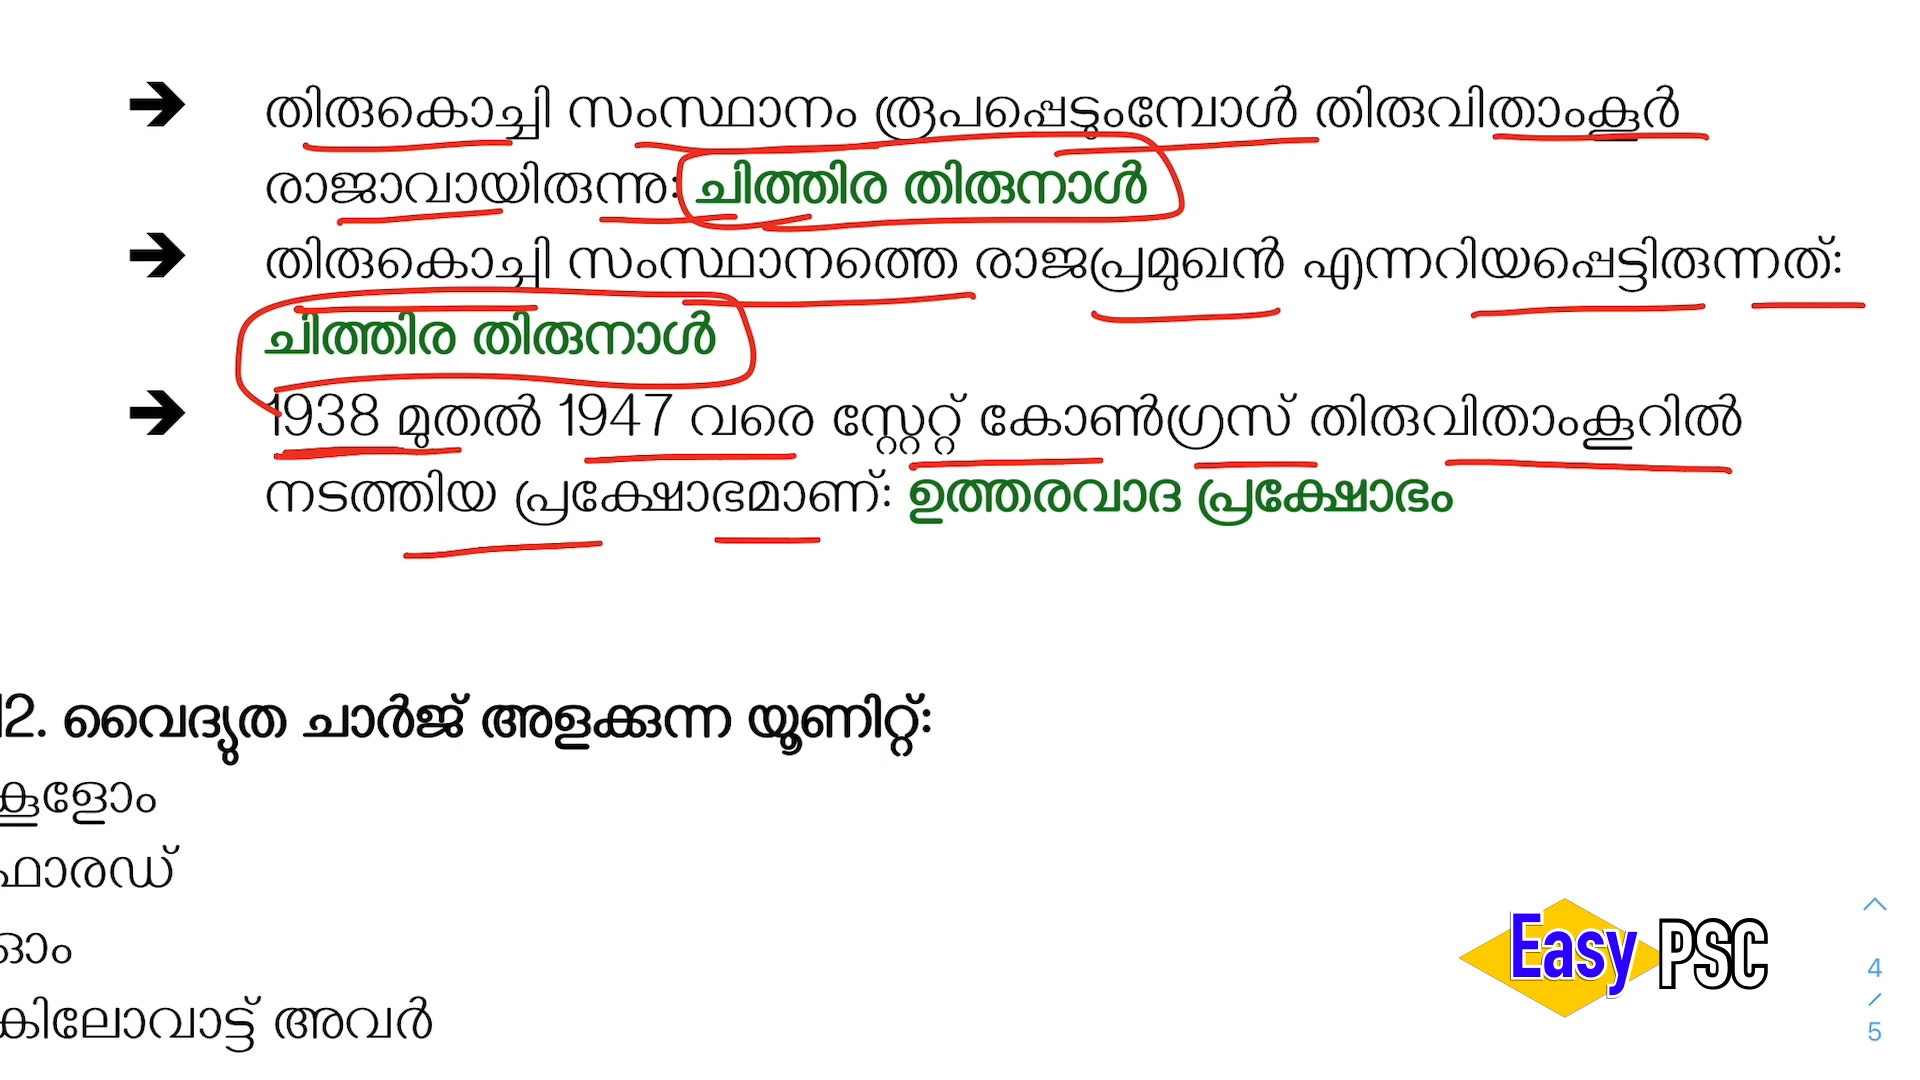 ➔ തിരുകൊച്ചി സംസ്ഥാനം രൂപപ്പെടുംമ്പോൾ തിരുവിതാംകൂർ
രാജാവായിരുന്നു: ചിത്തിര തിരുനാൾ
➔ തിരുകൊച്ചി സംസ്ഥാനത്തെ രാജപ്രമുഖൻ എന്നറിയപ്പെട്ടിരുന്നത്:
ചിത്തിര തിരുനാൾ
➔ 1938 മുതൽ 1947 വരെ സ്റ്റേറ്റ് കോൺഗ്രസ് തിരുവിതാംകൂറിൽ
നടത്തിയ പ്രക്ഷോഭമാണ്: ഉത്തരവാദ പ്രക്ഷോഭം
12. വൈദ്യുത ചാർജ് അളക്കുന്ന യൂണിറ്റ്:
കൂളോം
ഫാരഡ്
ഓം
കിലോവാട്ട് അവർ
Easy PSC
4
/
5